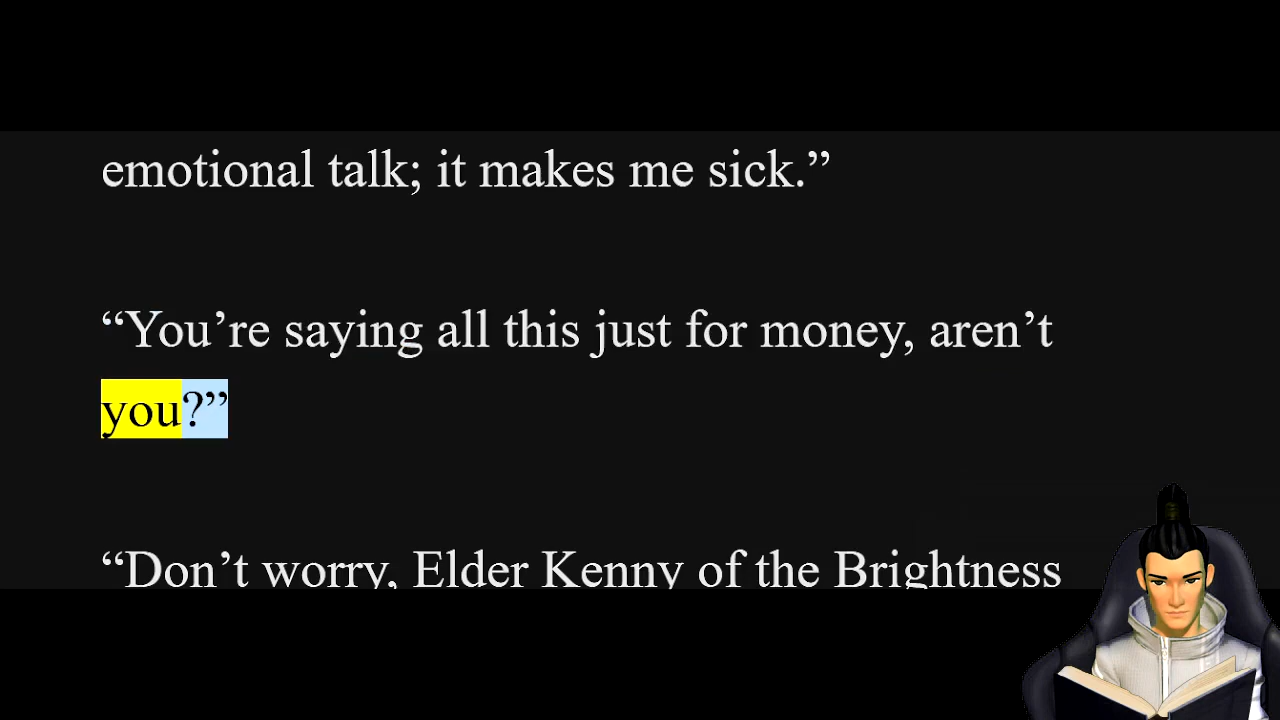 emotional talk; it makes me sick.”
“You’re saying all this just for money, aren’t
you?”
“Don’t worry, Elder Kenny of the Brightness